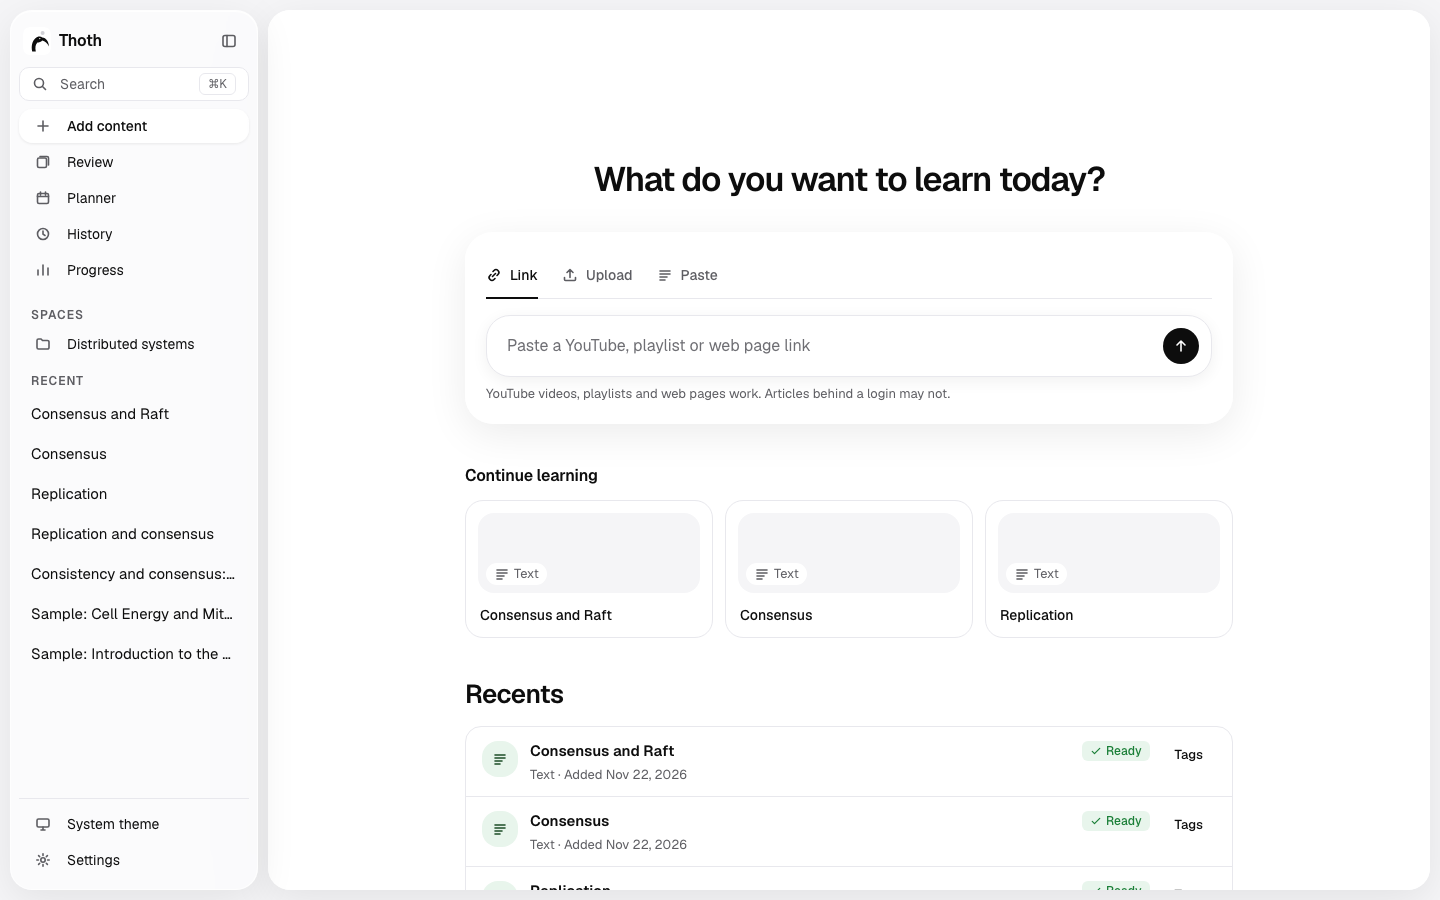 Thoth
Search ⌘K
Add content
Review
Planner
History
Progress
SPACES
Distributed systems
RECENT
Consensus and Raft
Consensus
Replication
Replication and consensus
Consistency and consensus:...
Sample: Cell Energy and Mit...
Sample: Introduction to the ...
System theme
Settings
What do you want to learn today?
Link Upload Paste
Paste a YouTube, playlist or web page link
YouTube videos, playlists and web pages work. Articles behind a login may not.
Continue learning
Text Text Text
Consensus and Raft Consensus Replication
Recents
Consensus and Raft Ready Tags
Text · Added Nov 22, 2026
Consensus Ready Tags
Text · Added Nov 22, 2026
Replication Ready